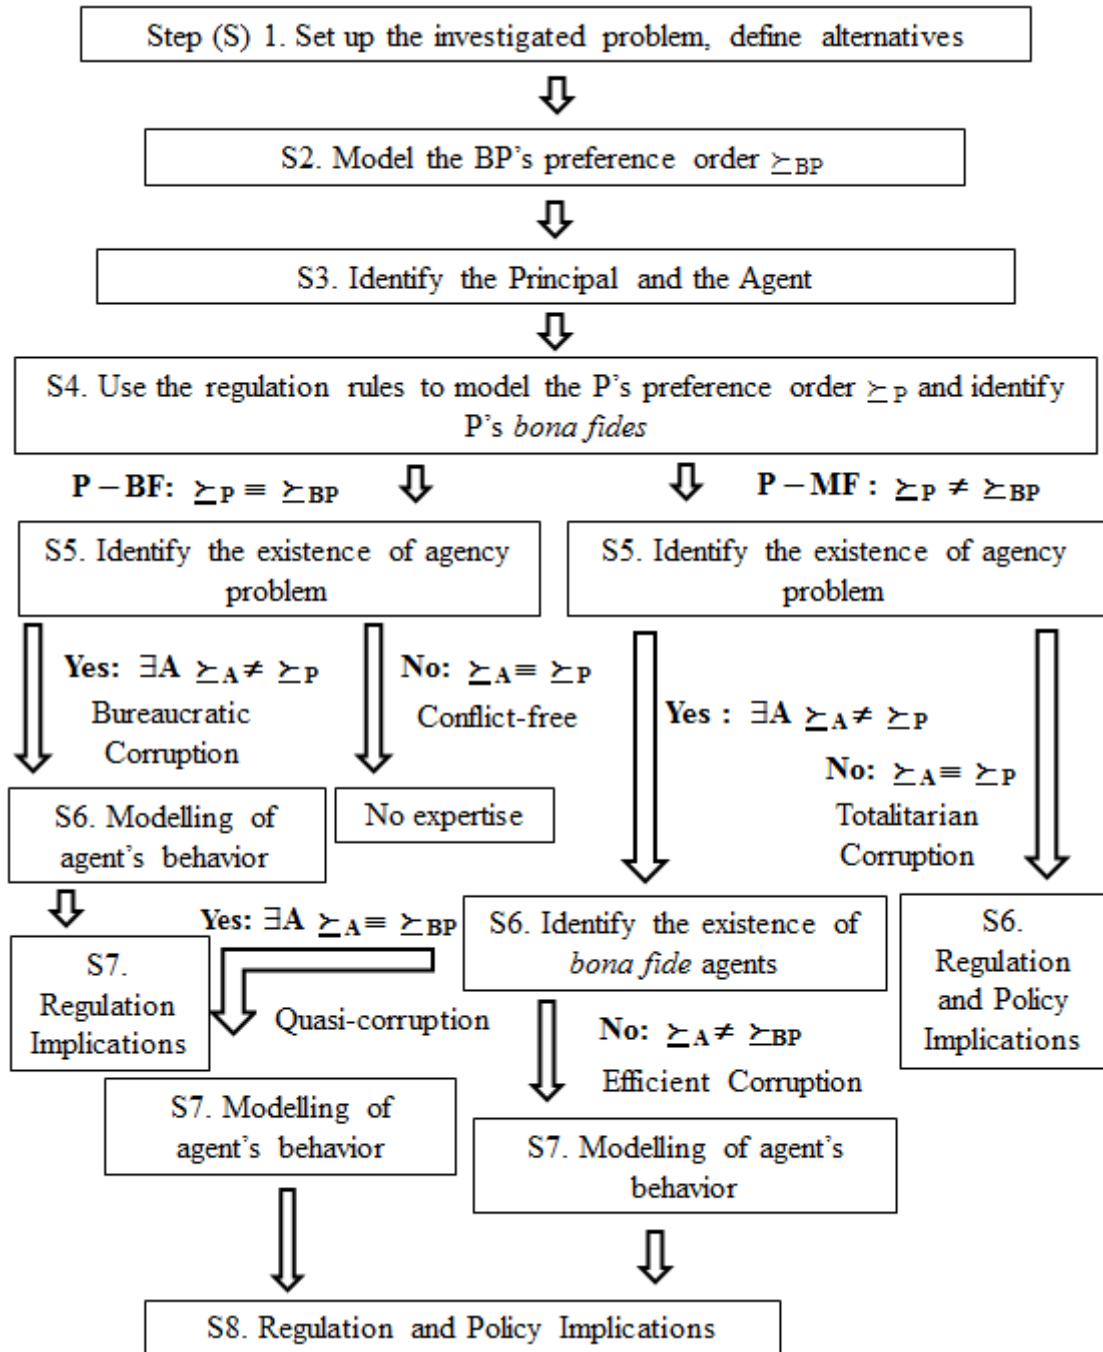 Step (S) 1. Set up the investigated problem, define alternatives
S2. Model the BP's preference order ≽BP
S3. Identify the Principal and the Agent
S4. Use the regulation rules to model the P's preference order ≽P and identify
P's bona fides
P – BF: ≽P ≡ ≽BP
P – MF : ≽P ≠ ≽BP
S5. Identify the existence of agency
problem
S5. Identify the existence of agency
problem
Yes: ∃A ≽A ≠ ≽P
Bureaucratic
Corruption
No: ≽A ≡ ≽P
Conflict-free
Yes : ∃A ≽A ≠ ≽P
No: ≽A ≡ ≽P
Totalitarian
Corruption
S6. Modelling of
agent's behavior
No expertise
Yes: ∃A ≽A ≡ ≽BP
Quasi-corruption
S6. Identify the existence of
bona fide agents
S6.
Regulation
and Policy
Implications
S7.
Regulation
Implications
No: ≽A ≠ ≽BP
Efficient Corruption
S7. Modelling of
agent's behavior
S7. Modelling of agent's
behavior
S8. Regulation and Policy Implications